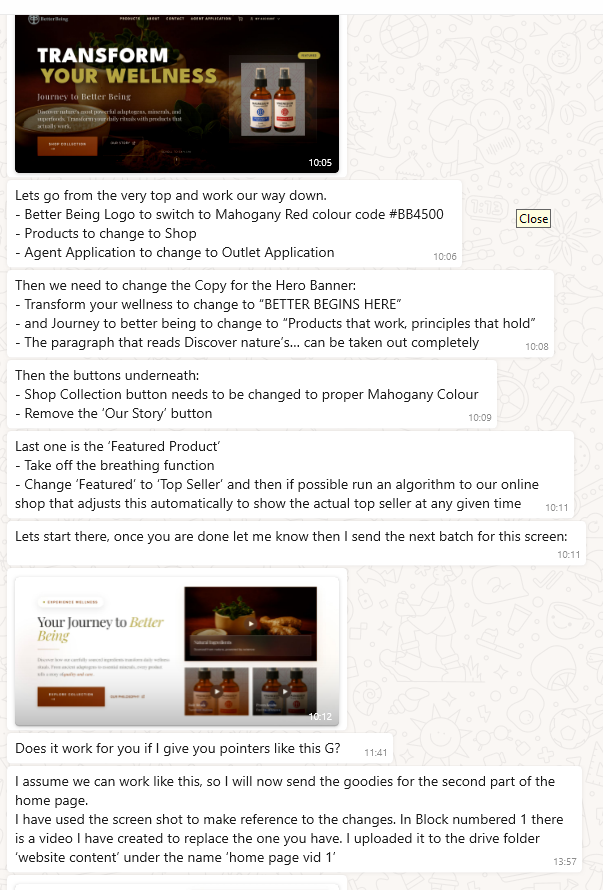 BetterBeing
PRODUCTS ABOUT CONTACT AGENT APPLICATION MY ACCOUNT
TRANSFORM
YOUR WELLNESS
FEATURED
Journey to Better Being
Discover nature's most powerful adaptogens, minerals, and
superfoods. Transform your daily rituals with products that
actually work.
SHOP COLLECTION
OUR STORY
10:05
Lets go from the very top and work our way down.
- Better Being Logo to switch to Mahogany Red colour code #BB4500
- Products to change to Shop
- Agent Application to change to Outlet Application
10:06
Close
Then we need to change the Copy for the Hero Banner:
- Transform your wellness to change to “BETTER BEGINS HERE”
- and Journey to better being to change to “Products that work, principles that hold”
- The paragraph that reads Discover nature’s... can be taken out completely
10:08
Then the buttons underneath:
- Shop Collection button needs to be changed to proper Mahogany Colour
- Remove the ‘Our Story’ button
10:09
Last one is the ‘Featured Product’
- Take off the breathing function
- Change ‘Featured’ to ‘Top Seller’ and then if possible run an algorithm to our online
shop that adjusts this automatically to show the actual top seller at any given time
10:11
Lets start there, once you are done let me know then I send the next batch for this screen:
10:11
EXPERIENCE WELLNESS
Your Journey to Better
Being
Discover how our carefully curated ingredients transform daily wellness
rituals. From ancient adaptogens to essential minerals, every product
tells a story of quality and care.
EXPLORE COLLECTION
OUR PHILOSOPHY
Natural Ingredients
10:12
Does it work for you if I give you pointers like this G?
11:41
I assume we can work like this, so I will now send the goodies for the second part of the
home page.
I have used the screen shot to make reference to the changes. In Block numbered 1 there
is a video I have created to replace the one you have. I uploaded it to the drive folder
‘website content’ under the name ‘home page vid 1’
13:57